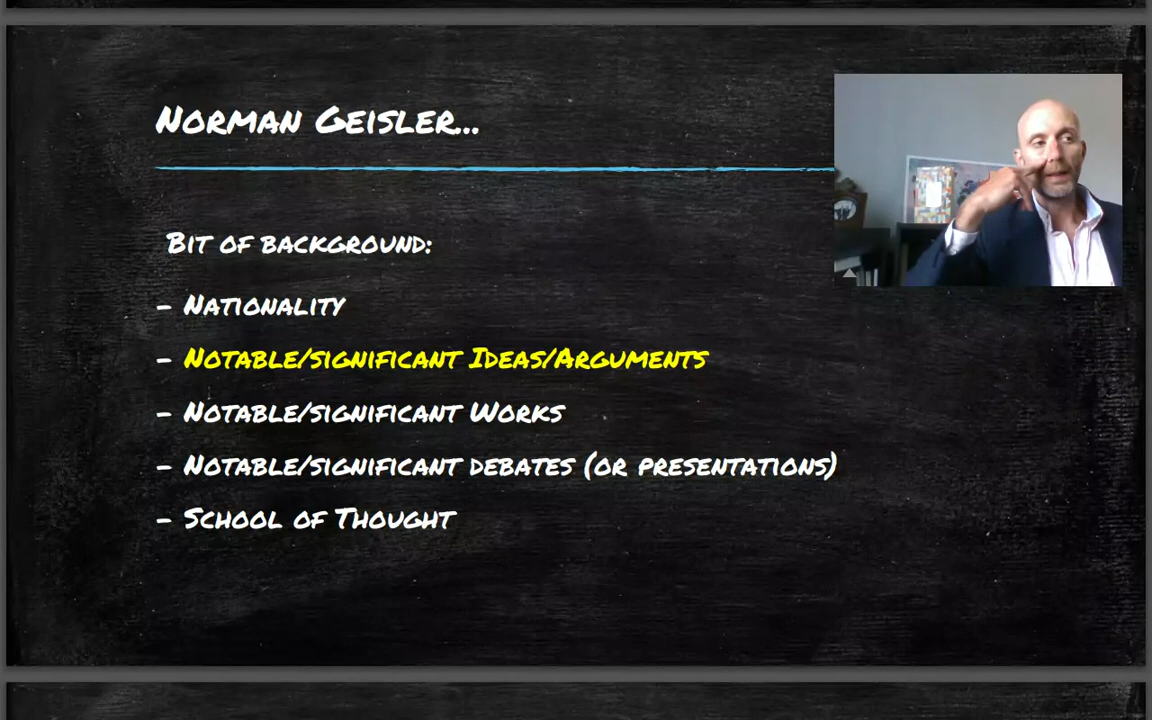 Norman Geisler...
Bit of background:
- Nationality
- Notable/significant Ideas/Arguments
- Notable/significant Works
- Notable/significant debates (or presentations)
- School of Thought